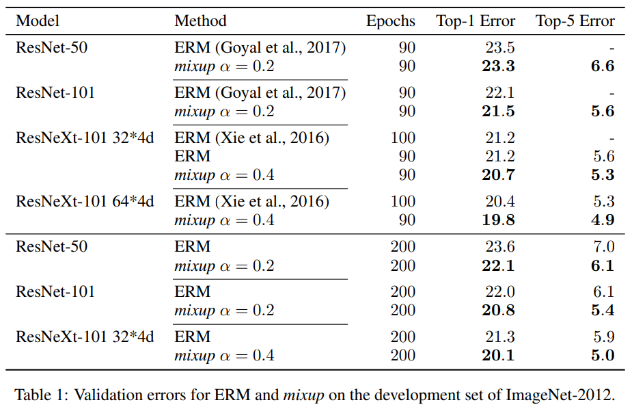 Model Method Epochs Top-1 Error Top-5 Error
ResNet-50 ERM (Goyal et al., 2017) 90 23.5 -
mixup α = 0.2 90 23.3 6.6
ResNet-101 ERM (Goyal et al., 2017) 90 22.1 -
mixup α = 0.2 90 21.5 5.6
ResNeXt-101 32*4d ERM (Xie et al., 2016) 100 21.2 -
ERM 90 21.2 5.6
mixup α = 0.4 90 20.7 5.3
ResNeXt-101 64*4d ERM (Xie et al., 2016) 100 20.4 5.3
mixup α = 0.4 90 19.8 4.9
ResNet-50 ERM 200 23.6 7.0
mixup α = 0.2 200 22.1 6.1
ResNet-101 ERM 200 22.0 6.1
mixup α = 0.2 200 20.8 5.4
ResNeXt-101 32*4d ERM 200 21.3 5.9
mixup α = 0.4 200 20.1 5.0
Table 1: Validation errors for ERM and mixup on the development set of ImageNet-2012.